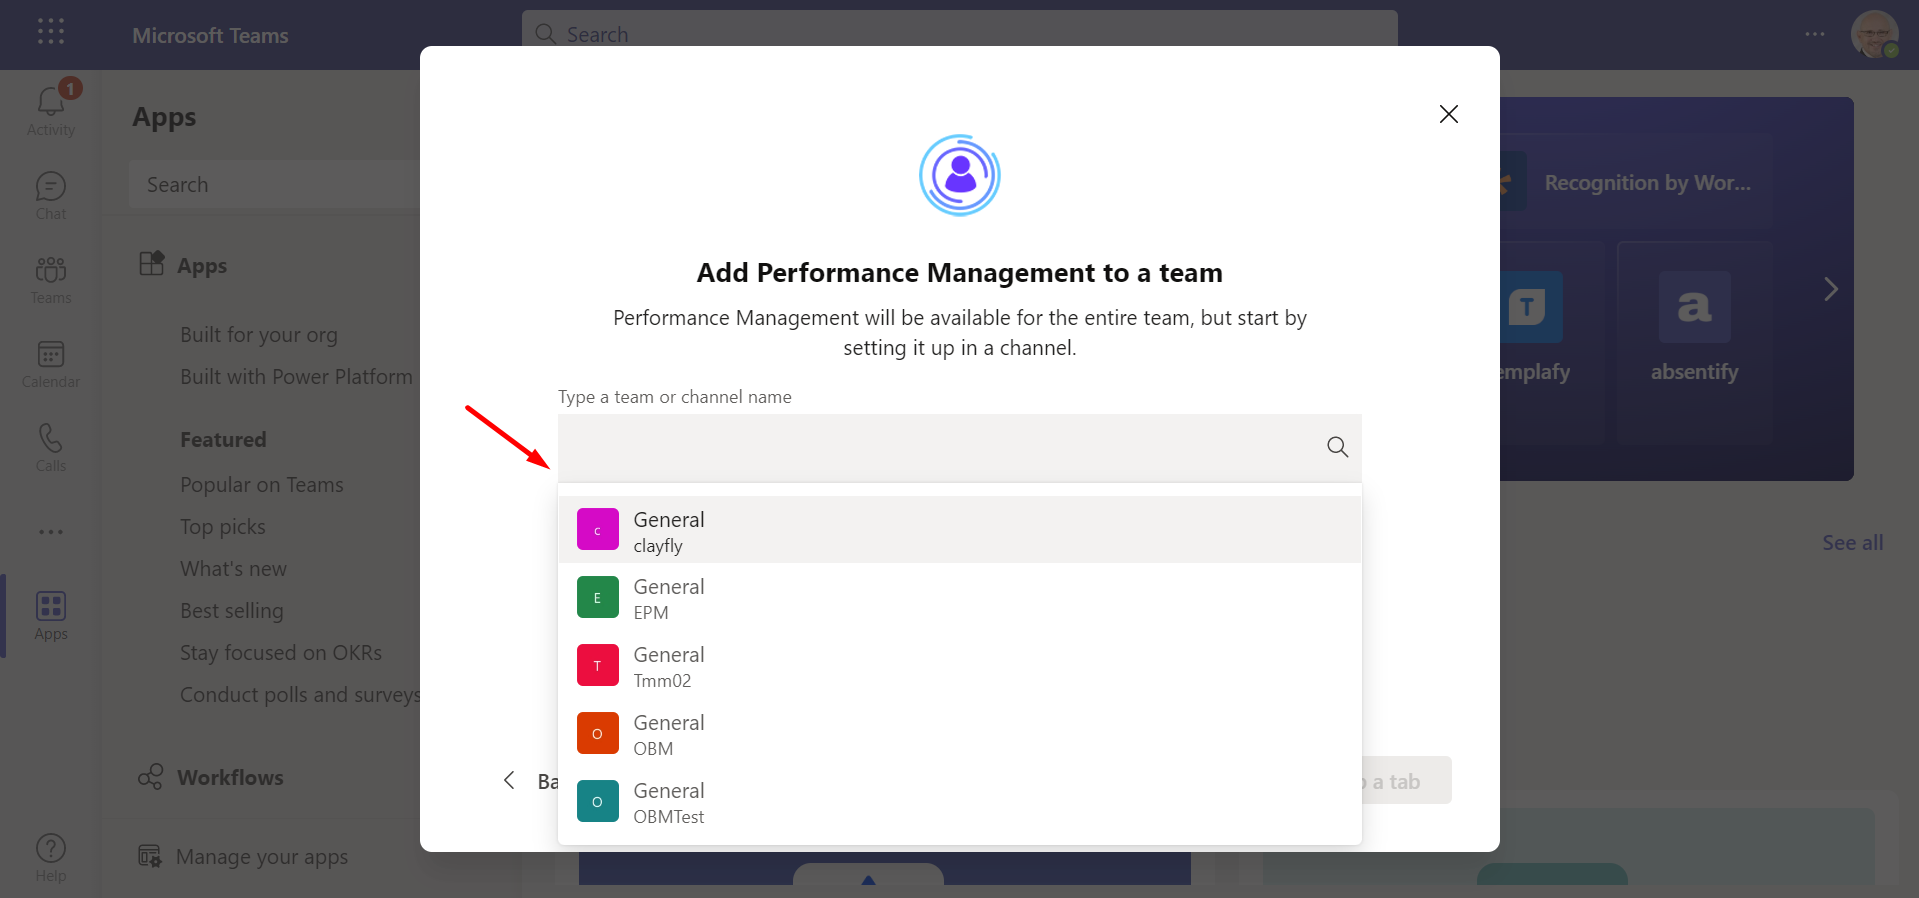 Microsoft Teams
Search
1
Activity
Chat
Teams
Calendar
Calls
Apps
Help
Apps
Search
Apps
Built for your org
Built with Power Platform
Featured
Popular on Teams
Top picks
What's new
Best selling
Stay focused on OKRs
Conduct polls and surveys
Workflows
Manage your apps
Add Performance Management to a team
Performance Management will be available for the entire team, but start by
setting it up in a channel.
Type a team or channel name
c
General
clayfly
E
General
EPM
T
General
Tmm02
O
General
OBM
O
General
OBMTest
Ba
a tab
Recognition by Wor...
T
emplafy
a
absentify
See all